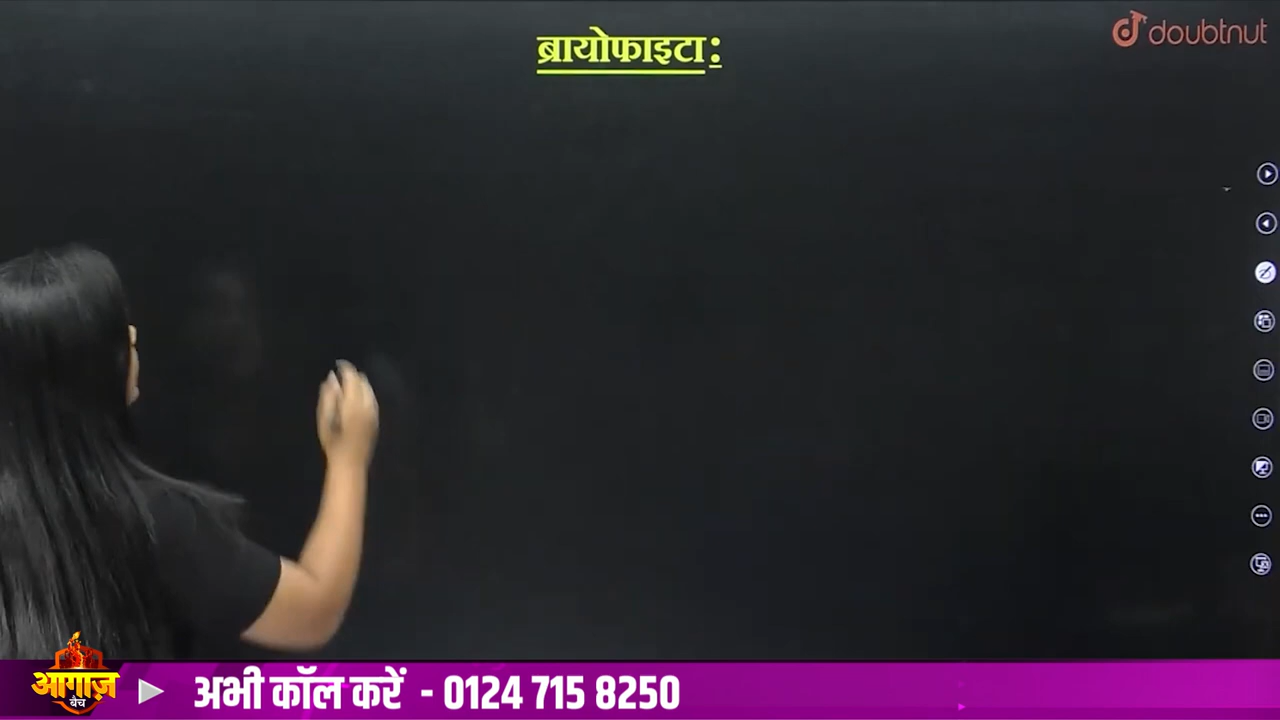 ब्रायोफाइटा :
doubtnut
आगाज़
बैच
अभी कॉल करें - 0124 715 8250